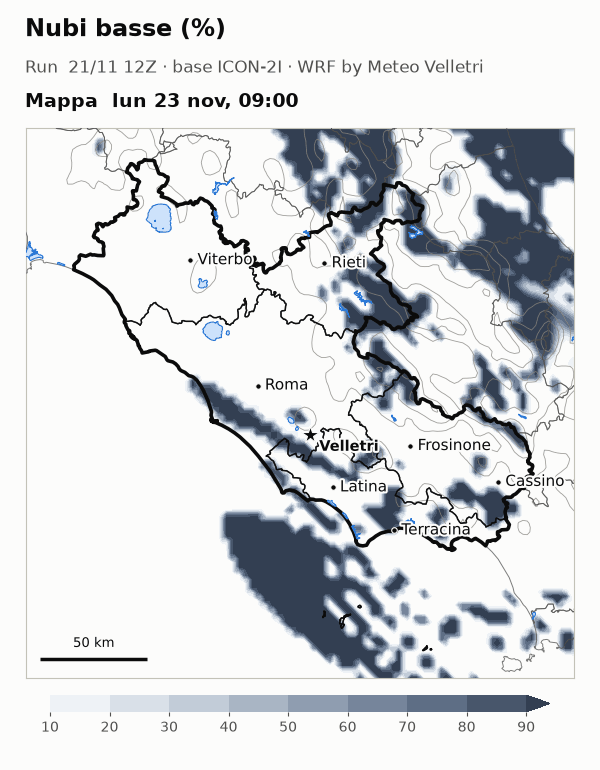 Nubi basse (%)
Run 21/11 12Z · base ICON-2I · WRF by Meteo Velletri
Mappa lun 23 nov, 09:00
Viterbo
Rieti
Roma
Velletri
Frosinone
Latina
Cassino
Terracina
50 km
10 20 30 40 50 60 70 80 90